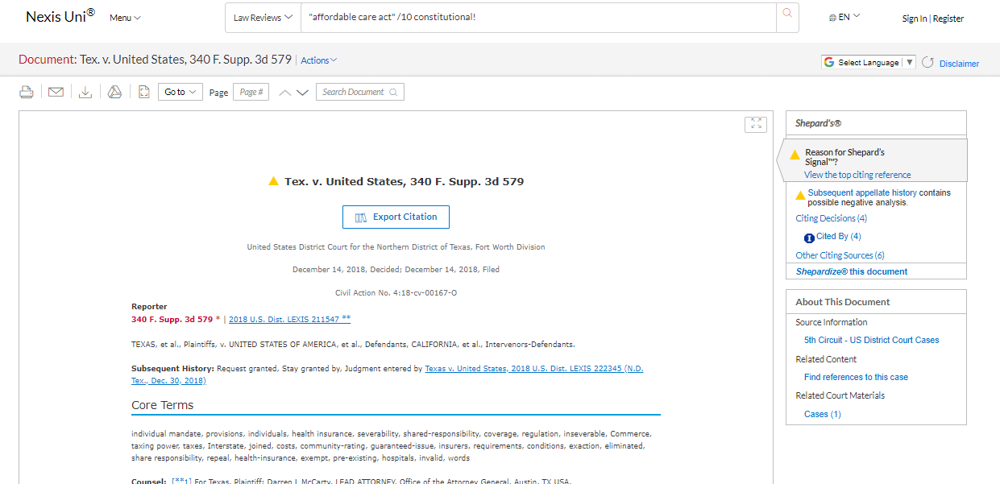 Nexis Uni®
Menu
Law Reviews
"affordable care act" /10 constitutional!
EN
Sign In | Register
Document: Tex. v. United States, 340 F. Supp. 3d 579 | Actions
Select Language ▼
Disclaimer
Go to
Page
Page #
Search Document
Tex. v. United States, 340 F. Supp. 3d 579
Export Citation
United States District Court for the Northern District of Texas, Fort Worth Division
December 14, 2018, Decided; December 14, 2018, Filed
Civil Action No. 4:18-cv-00167-O
Reporter
340 F. Supp. 3d 579 * | 2018 U.S. Dist. LEXIS 211547 **
TEXAS, et al., Plaintiffs, v. UNITED STATES OF AMERICA, et al., Defendants, CALIFORNIA, et al., Intervenors-Defendants.
Subsequent History: Request granted, Stay granted by, Judgment entered by Texas v. United States, 2018 U.S. Dist. LEXIS 222345 (N.D.
Tex., Dec. 30, 2018)
Core Terms
individual mandate, provisions, individuals, health insurance, severability, shared-responsibility, coverage, regulation, inseverable, Commerce,
taxing power, taxes, Interstate, joined, costs, community-rating, guaranteed-issue, insurers, requirements, conditions, exaction, eliminated,
share responsibility, repeal, health-insurance, exempt, pre-existing, hospitals, invalid, words
Counsel: [**1] For Texas, Plaintiff: Darren L McCarty, LEAD ATTORNEY, Office of the Attorney General, Austin, TX USA.
Shepard's®
Reason for Shepard's
Signal™?
View the top citing reference
Subsequent appellate history contains
possible negative analysis.
Citing Decisions (4)
Cited By (4)
Other Citing Sources (6)
Shepardize® this document
About This Document
Source Information
5th Circuit - US District Court Cases
Related Content
Find references to this case
Related Court Materials
Cases (1)